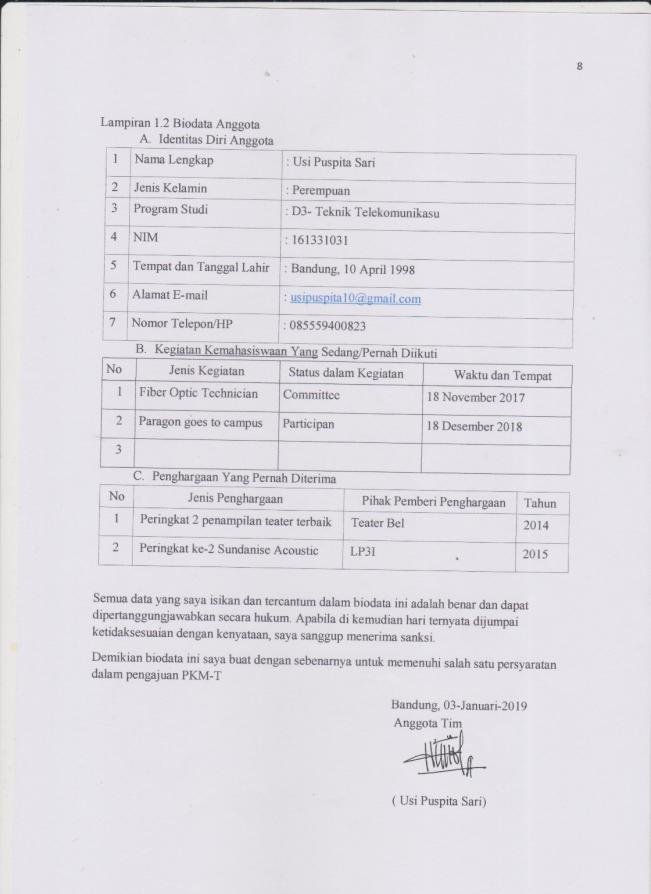 8
Lampiran 1.2 Biodata Anggota
A. Identitas Diri Anggota
1 Nama Lengkap : Usi Puspita Sari
2 Jenis Kelamin : Perempuan
3 Program Studi : D3- Teknik Telekomunikasu
4 NIM : 161331031
5 Tempat dan Tanggal Lahir : Bandung, 10 April 1998
6 Alamat E-mail : usipuspita10@gmail.com
7 Nomor Telepon/HP : 085559400823
B. Kegiatan Kemahasiswaan Yang Sedang/Pernah Diikuti
No Jenis Kegiatan Status dalam Kegiatan Waktu dan Tempat
1 Fiber Optic Technician Committee 18 November 2017
2 Paragon goes to campus Participan 18 Desember 2018
3
C. Penghargaan Yang Pernah Diterima
No Jenis Penghargaan Pihak Pemberi Penghargaan Tahun
1 Peringkat 2 penampilan teater terbaik Teater Bel 2014
2 Peringkat ke-2 Sundanise Acoustic LP3I 2015
Semua data yang saya isikan dan tercantum dalam biodata ini adalah benar dan dapat
dipertanggungjawabkan secara hukum. Apabila di kemudian hari ternyata dijumpai
ketidaksesuaian dengan kenyataan, saya sanggup menerima sanksi.
Demikian biodata ini saya buat dengan sebenarnya untuk memenuhi salah satu persyaratan
dalam pengajuan PKM-T
Bandung, 03-Januari-2019
Anggota Tim
( Usi Puspita Sari)